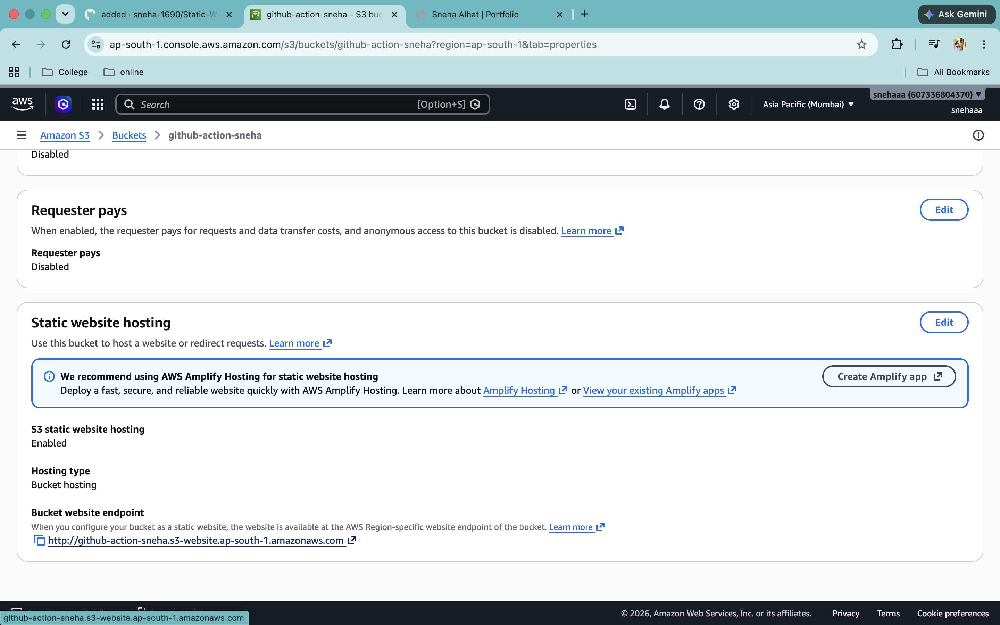 added · sneha-1690/Static-W
github-action-sneha - S3 buc
Sneha Alhat | Portfolio
Ask Gemini
ap-south-1.console.aws.amazon.com/s3/buckets/github-action-sneha?region=ap-south-1&tab=properties
College
online
All Bookmarks
aws
Search
[Option+S]
Asia Pacific (Mumbai)
snehaaa (607336804370)
snehaaa
Amazon S3
Buckets
github-action-sneha
Disabled
Requester pays
Edit
When enabled, the requester pays for requests and data transfer costs, and anonymous access to this bucket is disabled. Learn more
Requester pays
Disabled
Static website hosting
Edit
Use this bucket to host a website or redirect requests. Learn more
We recommend using AWS Amplify Hosting for static website hosting
Create Amplify app
Deploy a fast, secure, and reliable website quickly with AWS Amplify Hosting. Learn more about Amplify Hosting or View your existing Amplify apps
S3 static website hosting
Enabled
Hosting type
Bucket hosting
Bucket website endpoint
When you configure your bucket as a static website, the website is available at the AWS Region-specific website endpoint of the bucket. Learn more
http://github-action-sneha.s3-website.ap-south-1.amazonaws.com
© 2026, Amazon Web Services, Inc. or its affiliates.
Privacy
Terms
Cookie preferences
github-action-sneha.s3-website.ap-south-1.amazonaws.com